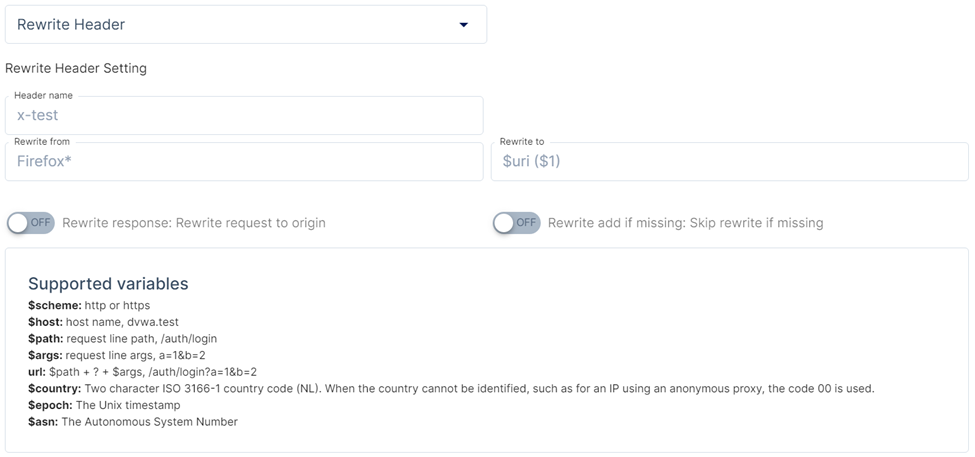 Rewrite Header
Rewrite Header Setting
Header name
x-test
Rewrite from
Firefox*
Rewrite to
$uri ($1)
OFF Rewrite response: Rewrite request to origin
OFF Rewrite add if missing: Skip rewrite if missing
Supported variables
$scheme: http or https
$host: host name, dvwa.test
$path: request line path, /auth/login
$args: request line args, a=1&b=2
url: $path + ? + $args, /auth/login?a=1&b=2
$country: Two character ISO 3166-1 country code (NL). When the country cannot be identified, such as for an IP using an anonymous proxy, the code 00 is used.
$epoch: The Unix timestamp
$asn: The Autonomous System Number